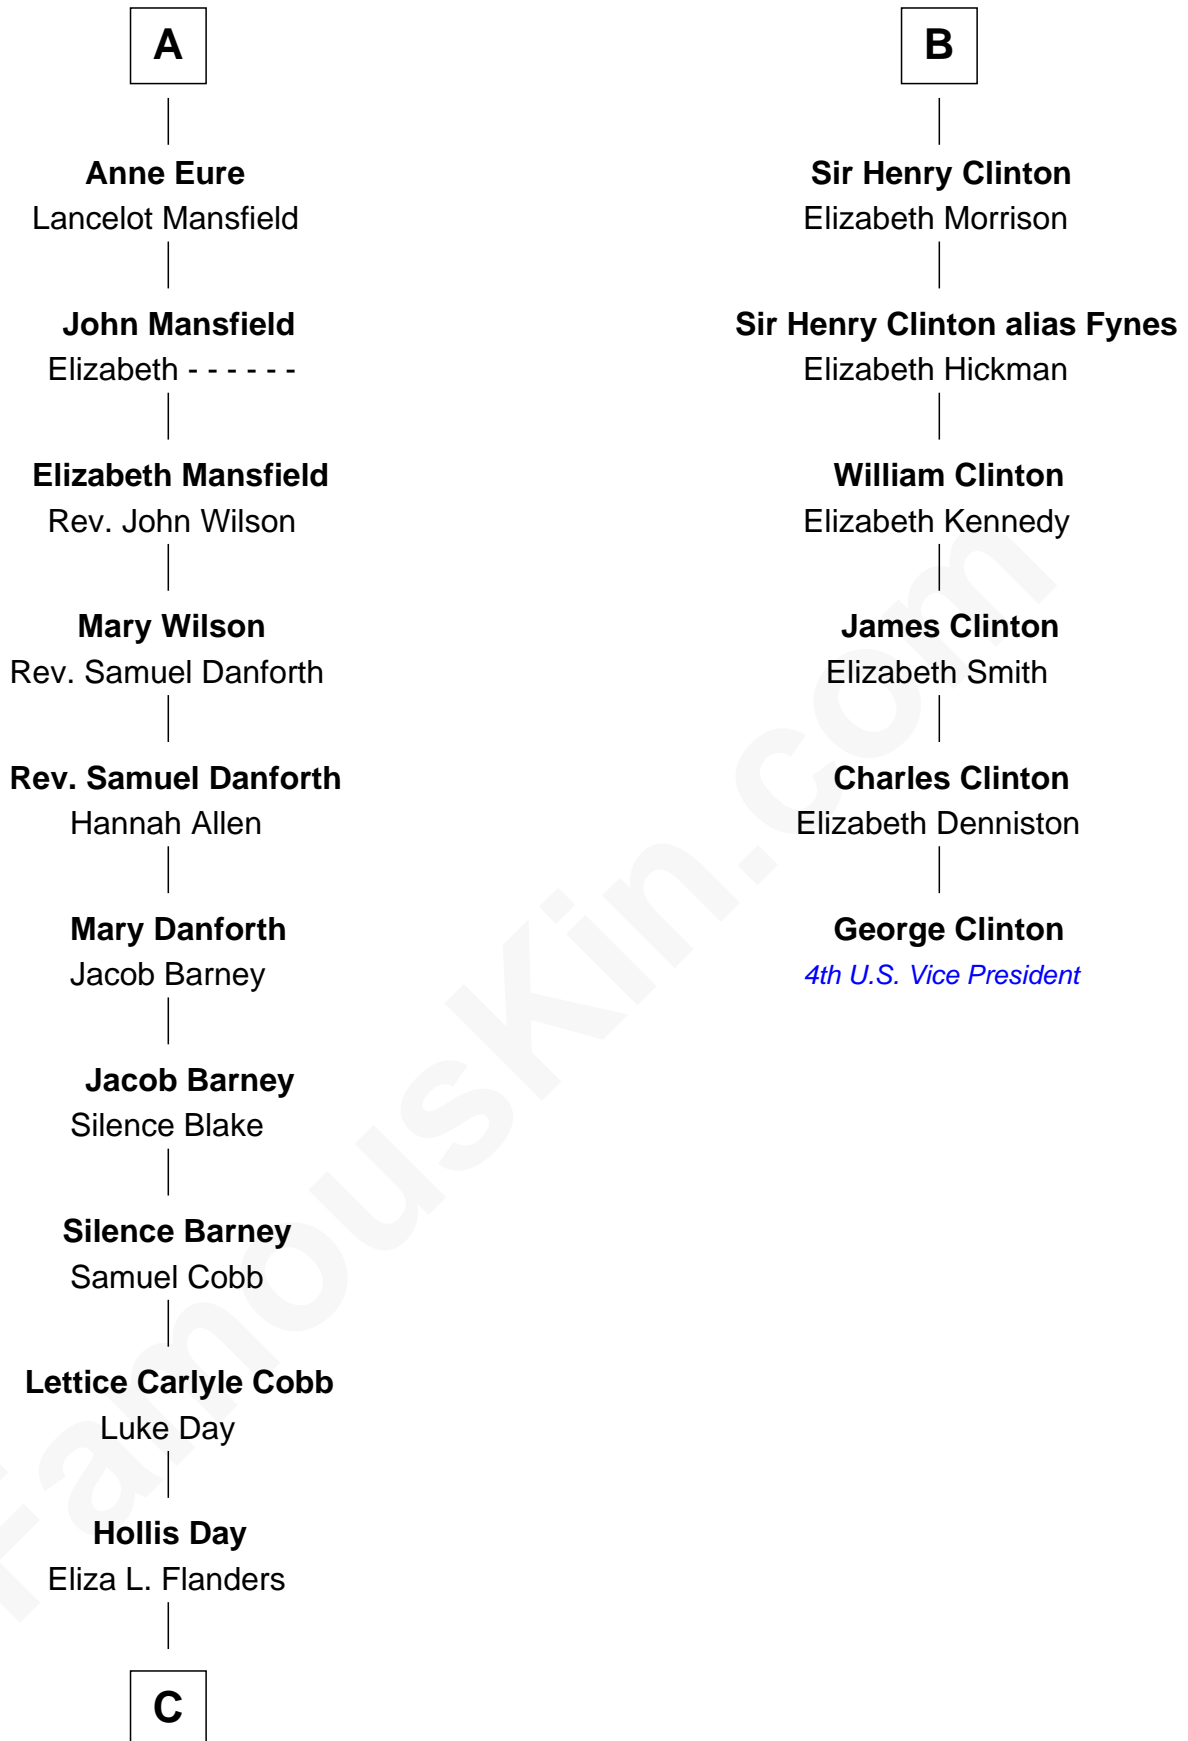 A
Anne Eure
Lancelot Mansfield
John Mansfield
Elizabeth - - - - - -
Elizabeth Mansfield
Rev. John Wilson
Mary Wilson
Rev. Samuel Danforth
Rev. Samuel Danforth
Hannah Allen
Mary Danforth
Jacob Barney
Jacob Barney
Silence Blake
Silence Barney
Samuel Cobb
Lettice Carlyle Cobb
Luke Day
Hollis Day
Eliza L. Flanders
C
B
Sir Henry Clinton
Elizabeth Morrison
Sir Henry Clinton alias Fynes
Elizabeth Hickman
William Clinton
Elizabeth Kennedy
James Clinton
Elizabeth Smith
Charles Clinton
Elizabeth Denniston
George Clinton
4th U.S. Vice President
FamousKin.com